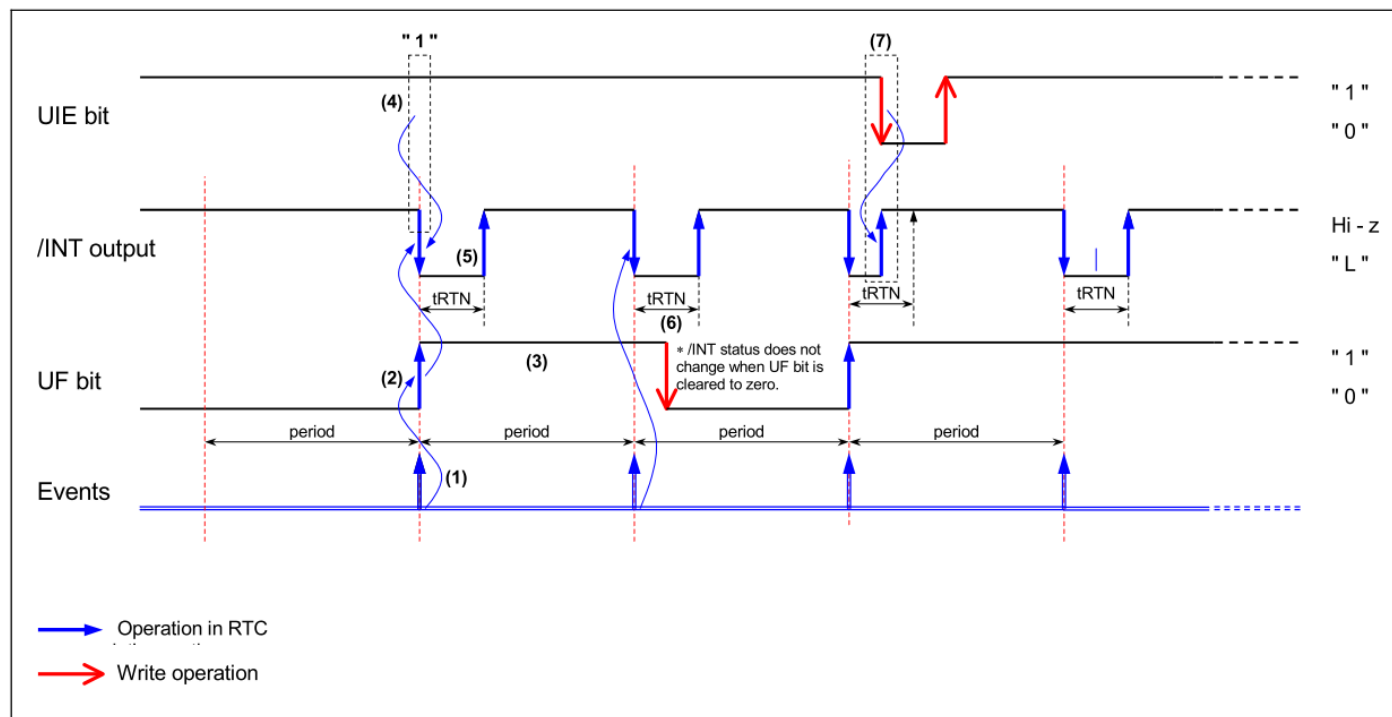 " 1 "
(7)
(4)
UIE bit
" 1 "
" 0 "
/INT output
(5)
Hi - z
" L "
tRTN
tRTN
tRTN
tRTN
(6)
(3)
∗ /INT status does not
change when UF bit is
cleared to zero.
UF bit
(2)
" 1 "
" 0 "
period
period
period
period
(1)
Events
Operation in RTC
Write operation